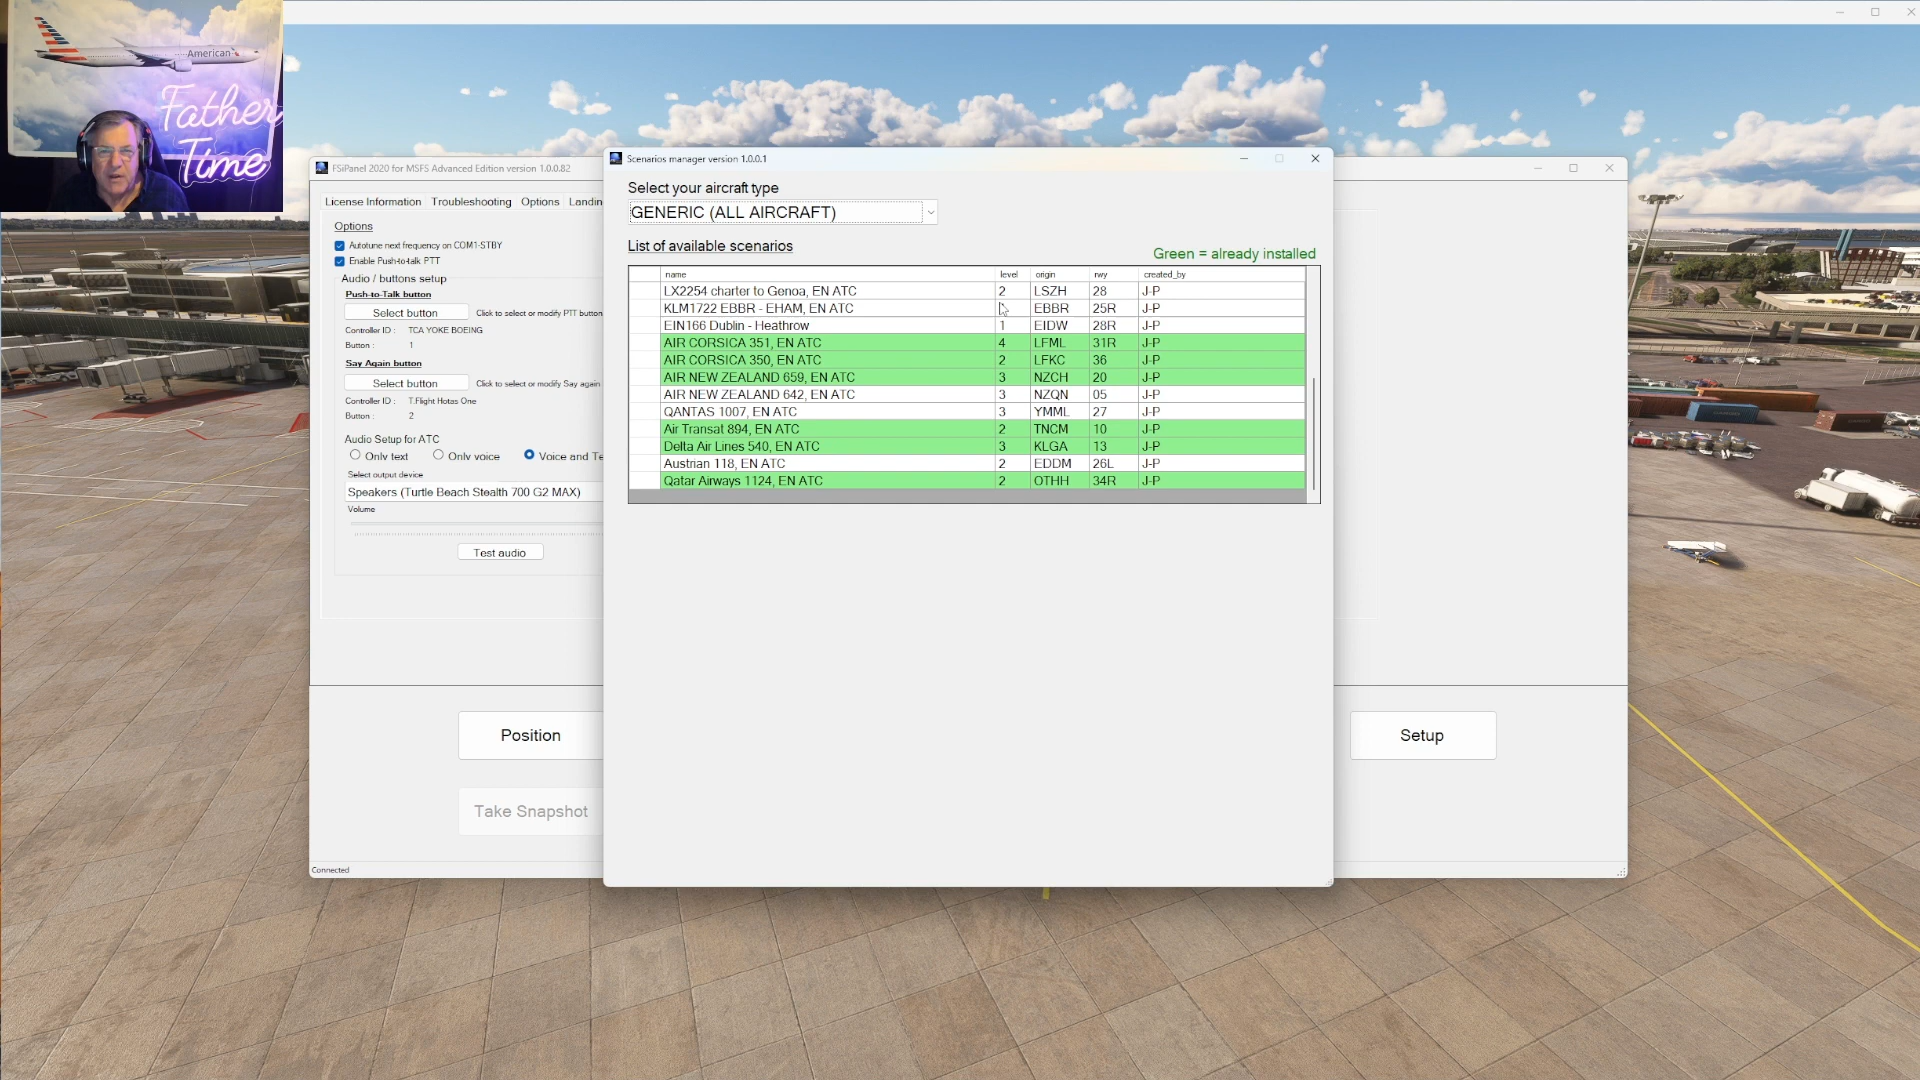 American
Father
Time
FSiPanel 2020 for MSFS Advanced Edition version 1.0.0.82
License Information Troubleshooting Options Landin
Options
Autotune next frequency on COM1-STBY
Enable Push-to-talk PTT
Audio / buttons setup
Push-to-Talk button
Select button Click to select or modify PTT button
Controller ID : TCA YOKE BOEING
Button : 1
Say Again button
Select button Click to select or modify Say again
Controller ID : T.Flight Hotas One
Button : 2
Audio Setup for ATC
Only text Only voice Voice and Te
Select output device
Speakers (Turtle Beach Stealth 700 G2 MAX)
Volume
Test audio
Position
Take Snapshot
Setup
Connected
Scenarios manager version 1.0.0.1
Select your aircraft type
GENERIC (ALL AIRCRAFT)
List of available scenarios
Green = already installed
name level origin rwy created_by
LX2254 charter to Genoa, EN ATC 2 LSZH 28 J-P
KLM1722 EBBR - EHAM, EN ATC EBBR 25R J-P
EIN166 Dublin - Heathrow 1 EIDW 28R J-P
AIR CORSICA 351, EN ATC 4 LFML 31R J-P
AIR CORSICA 350, EN ATC 2 LFKC 36 J-P
AIR NEW ZEALAND 659, EN ATC 3 NZCH 20 J-P
AIR NEW ZEALAND 642, EN ATC 3 NZQN 05 J-P
QANTAS 1007, EN ATC 3 YMML 27 J-P
Air Transat 894, EN ATC 2 TNCM 10 J-P
Delta Air Lines 540, EN ATC 3 KLGA 13 J-P
Austrian 118, EN ATC 2 EDDM 26L J-P
Qatar Airways 1124, EN ATC 2 OTHH 34R J-P